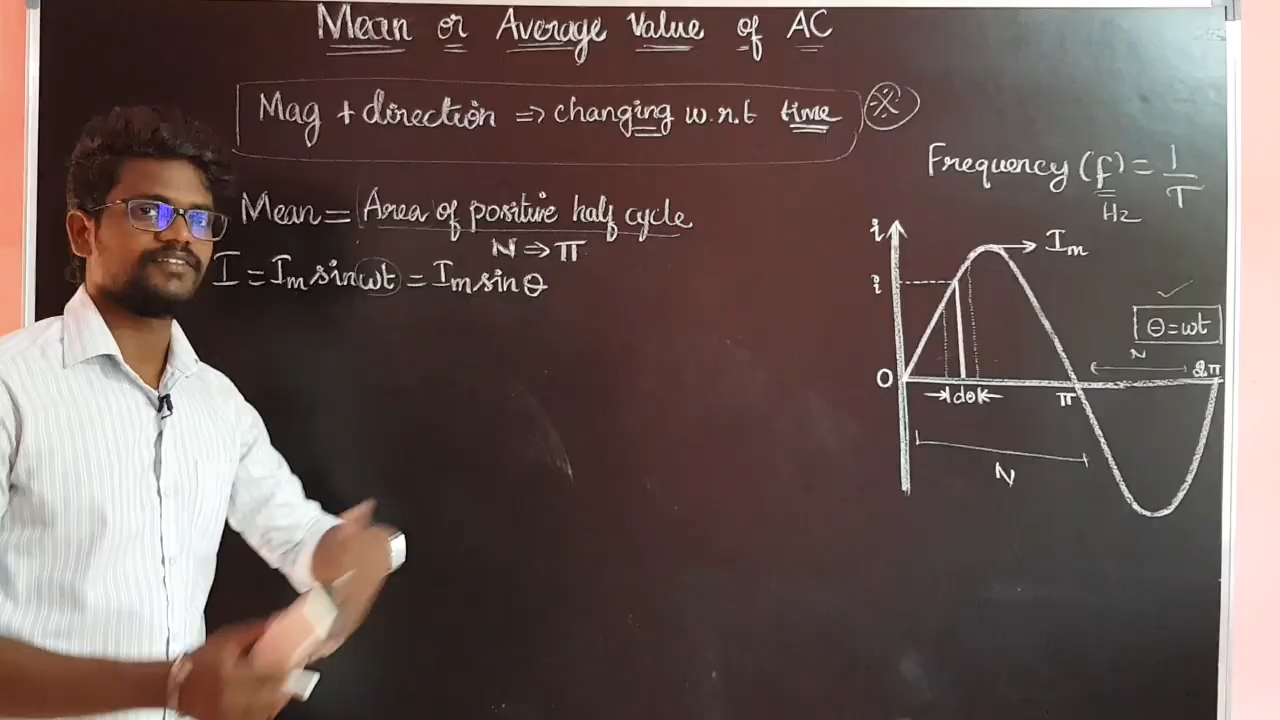 Mean or Average Value of AC
Mag + direction ⇒ changing w.r.t time
※
Frequency (f) = 1/T
Hz
Mean = Area of positive half cycle
N ⇒ π
I = Im sin ωt = Im sin θ
i
Im
i
θ = ωt
N
0
π
2π
dθ
N